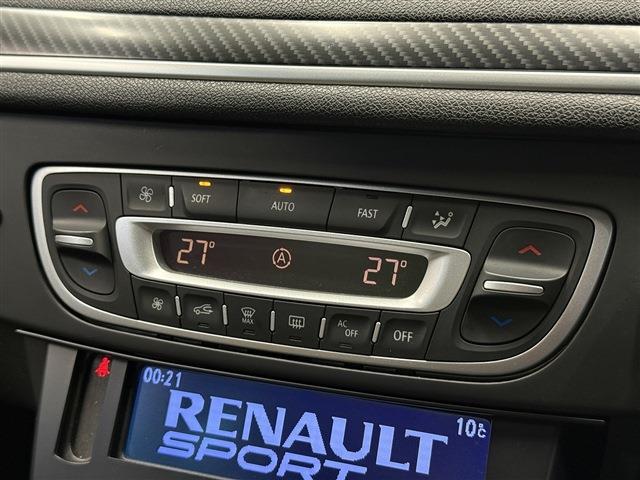 SOFT AUTO FAST
27° A 27°
MAX AC OFF OFF
00:21 10°C
RENAULT
SPORT